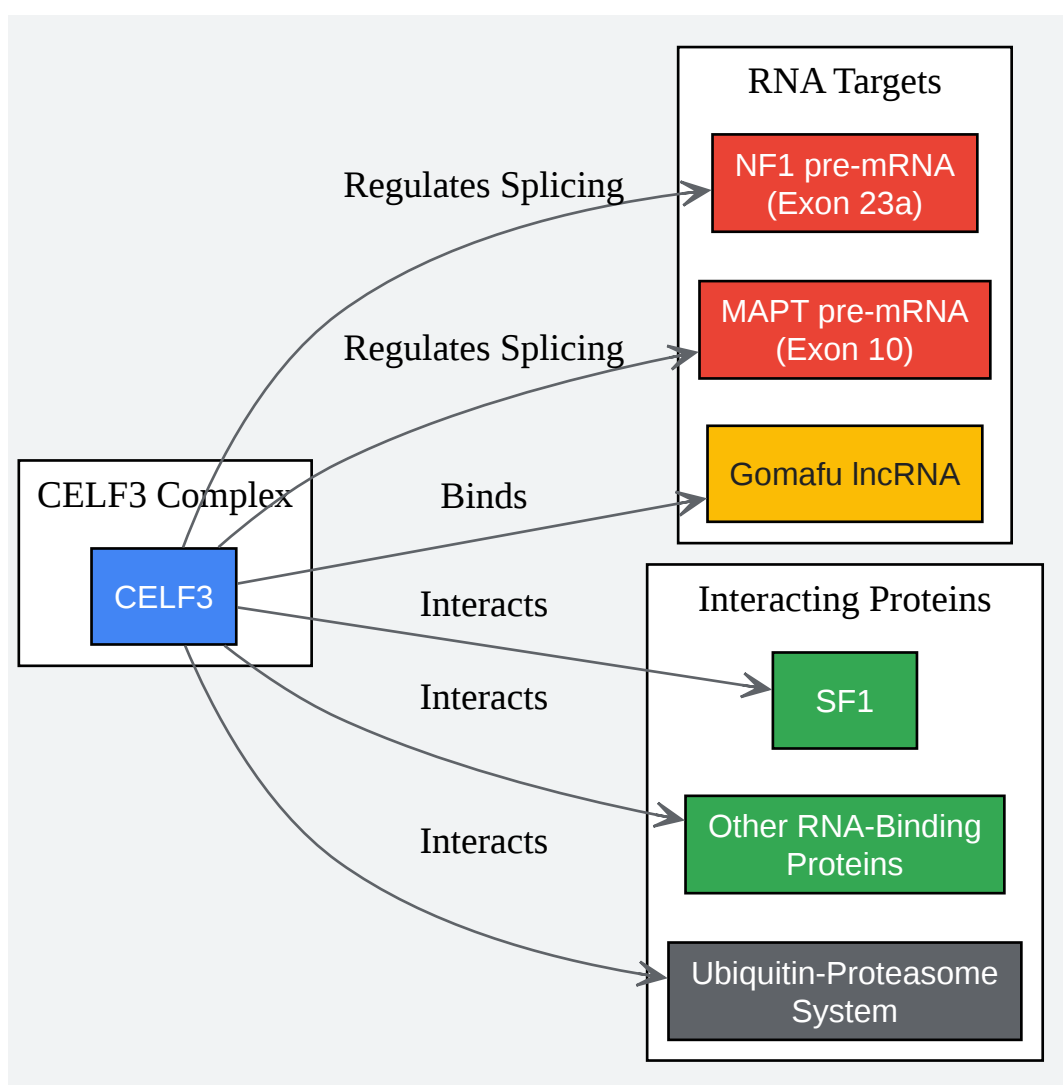 RNA Targets
NF1 pre-mRNA
(Exon 23a)
Regulates Splicing
MAPT pre-mRNA
(Exon 10)
Regulates Splicing
Gomafu lncRNA
CELF3 Complex
Binds
CELF3
Interacting Proteins
Interacts
SF1
Interacts
Other RNA-Binding
Proteins
Interacts
Ubiquitin-Proteasome
System